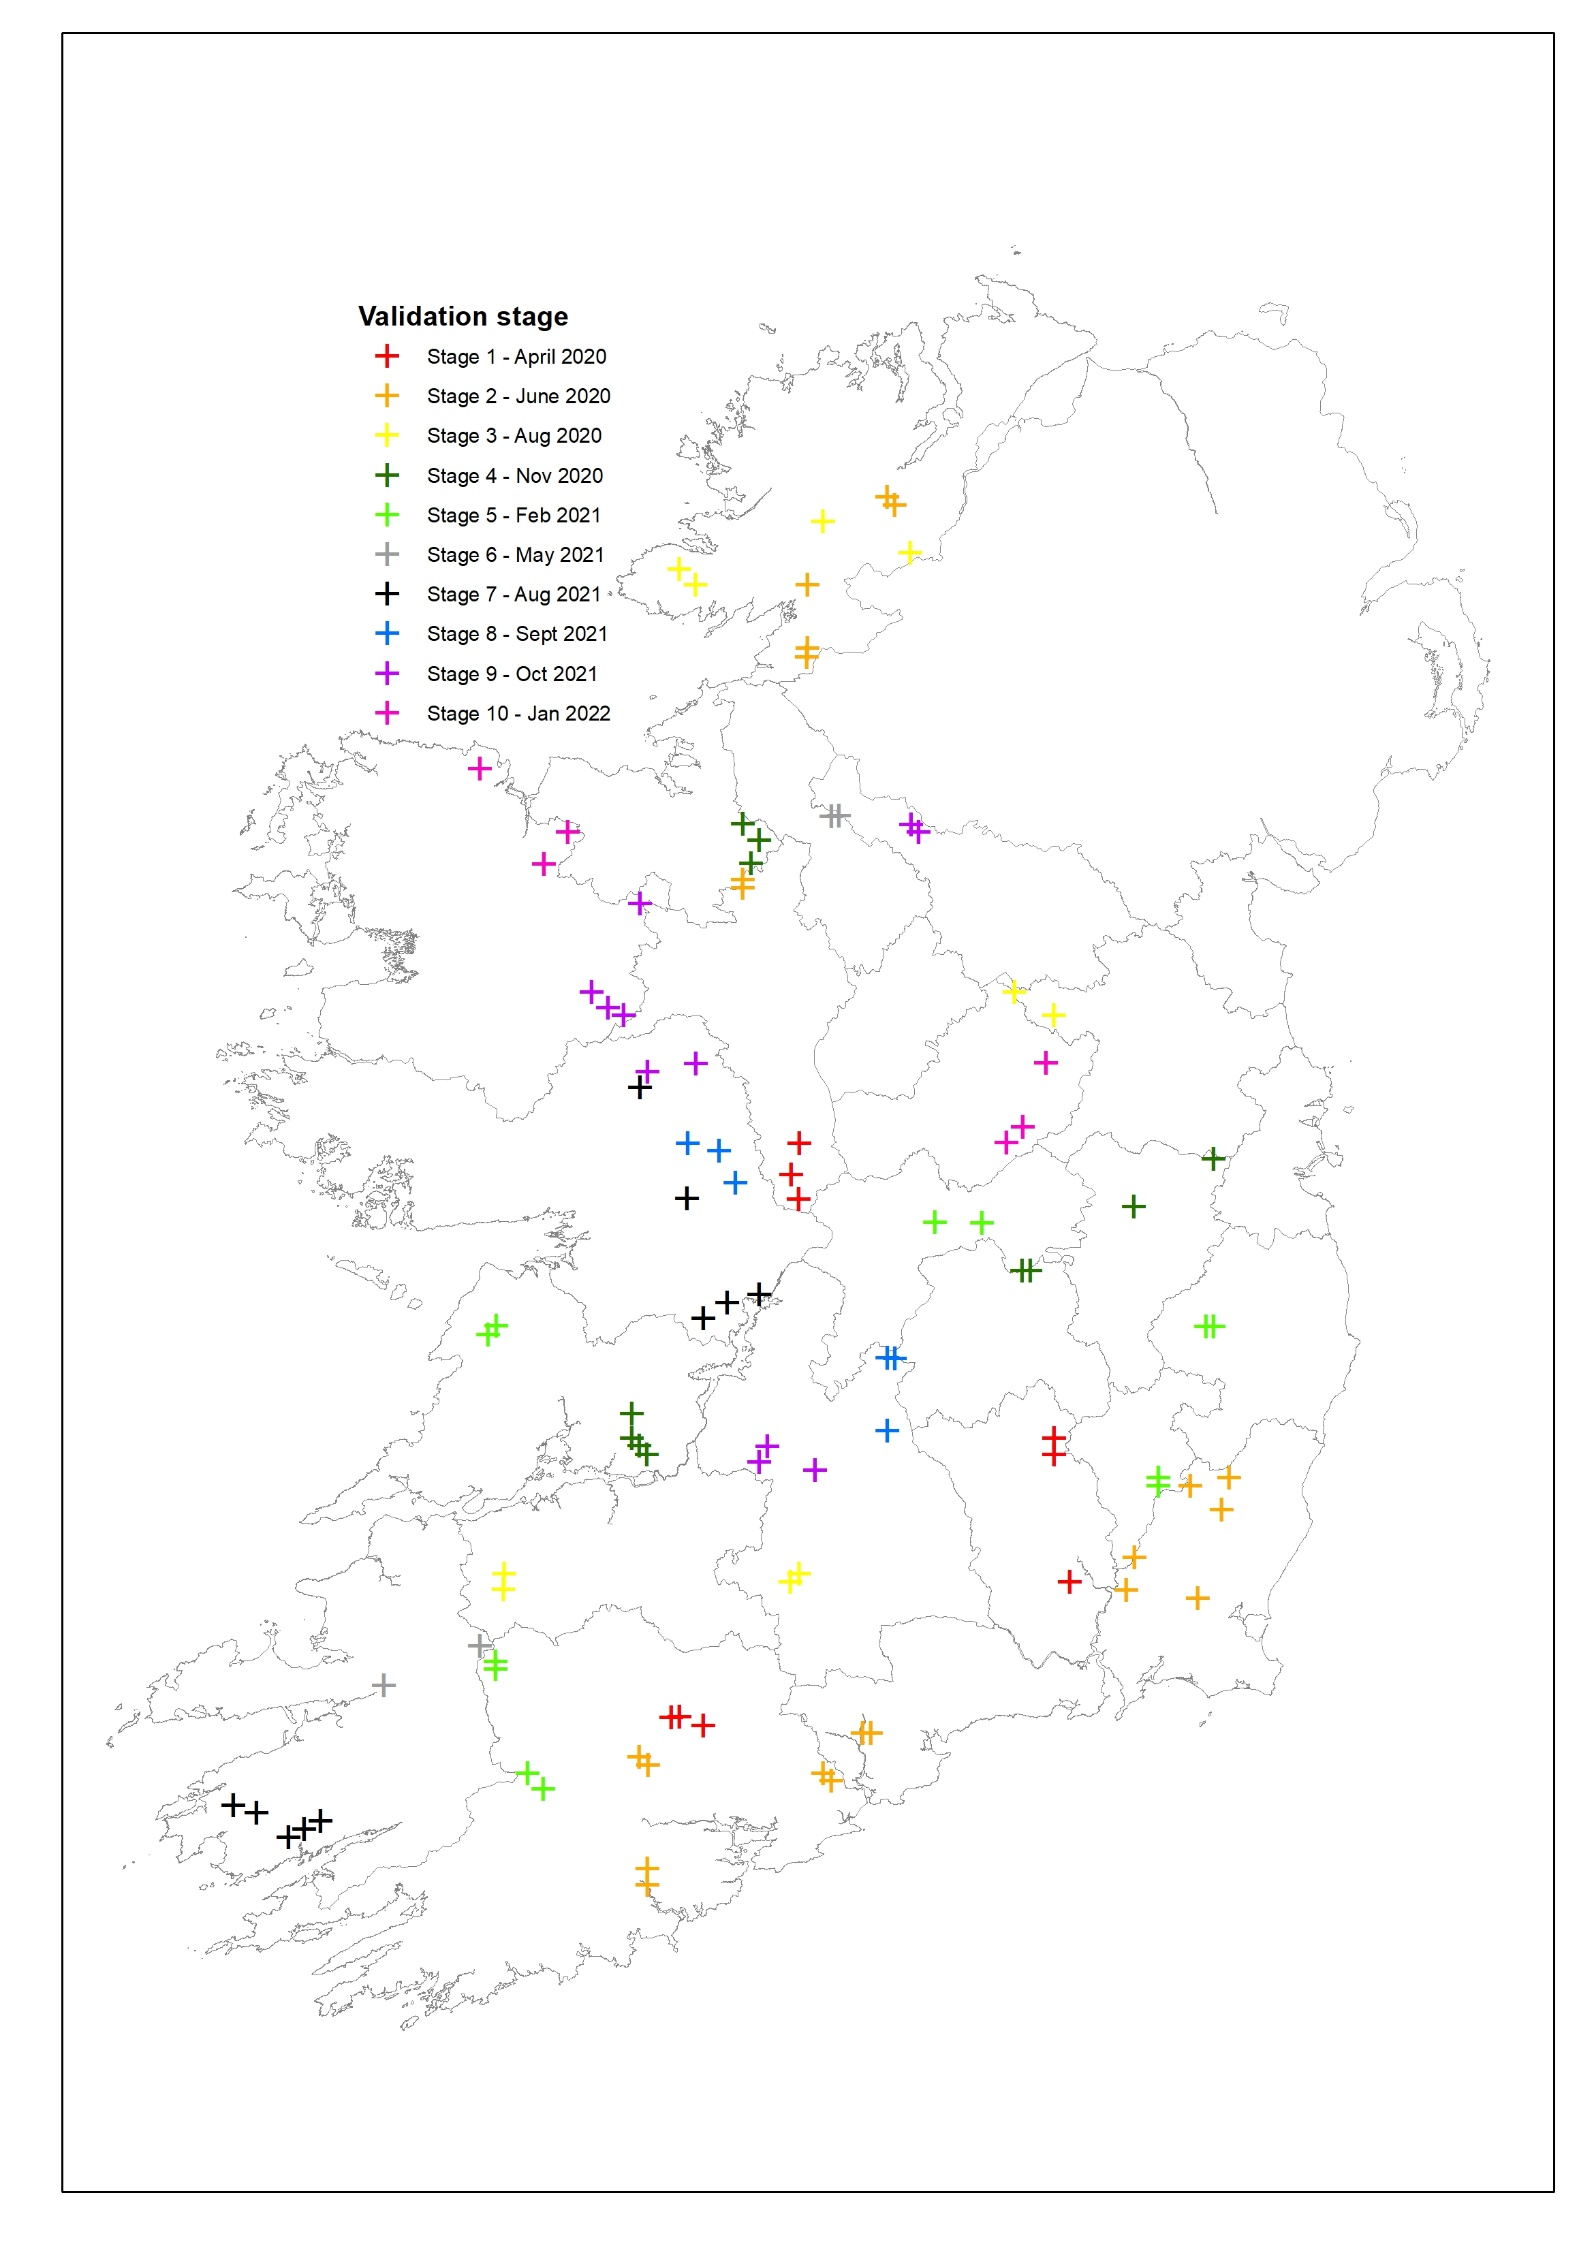 Validation stage
Stage 1 - April 2020
Stage 2 - June 2020
Stage 3 - Aug 2020
Stage 4 - Nov 2020
Stage 5 - Feb 2021
Stage 6 - May 2021
Stage 7 - Aug 2021
Stage 8 - Sept 2021
Stage 9 - Oct 2021
Stage 10 - Jan 2022